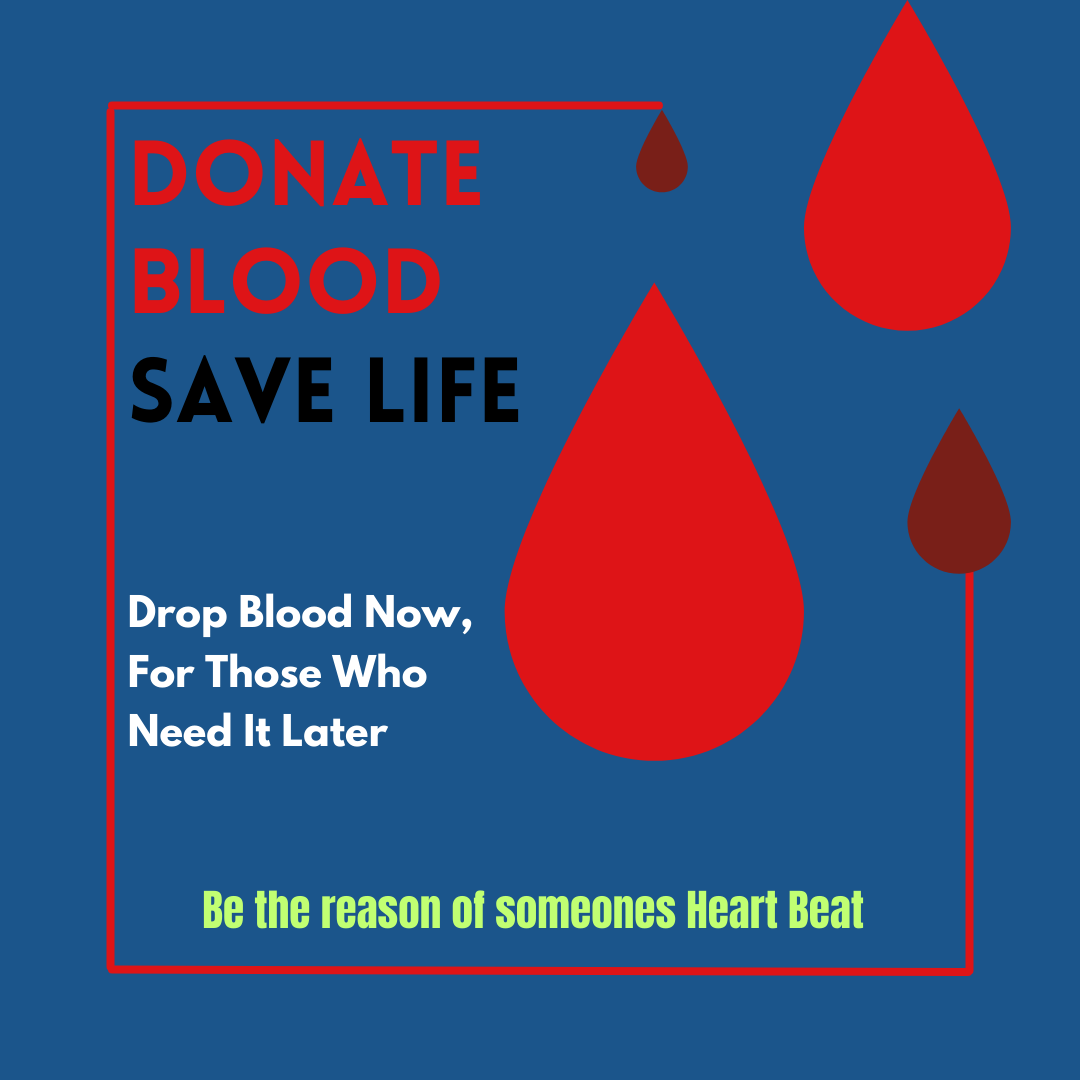 DONATE
BLOOD
SAVE LIFE
Drop Blood Now,
For Those Who
Need It Later
Be the reason of someones Heart Beat